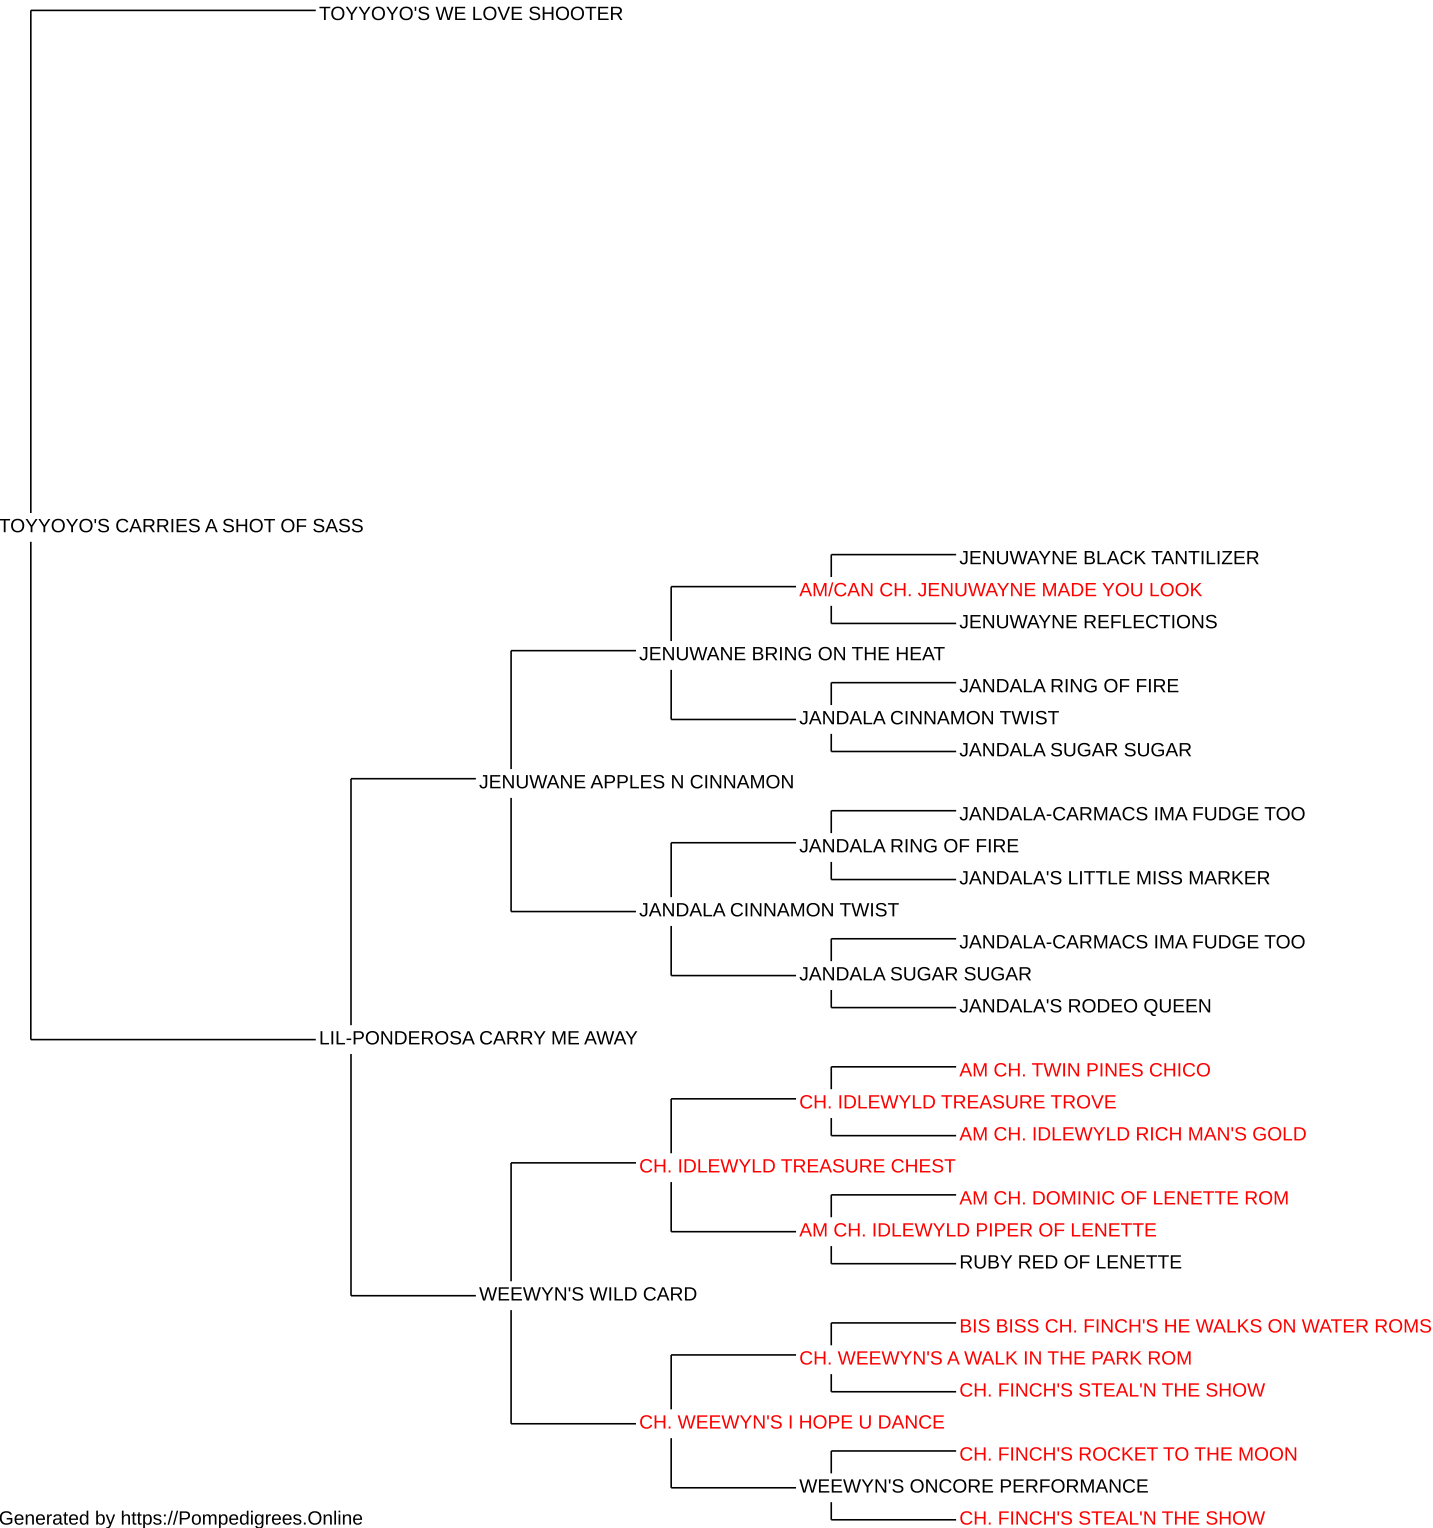 TOYYOYO'S WE LOVE SHOOTER
TOYYOYO'S CARRIES A SHOT OF SASS
JENUWAYNE BLACK TANTILIZER
AM/CAN CH. JENUWAYNE MADE YOU LOOK
JENUWAYNE REFLECTIONS
JENUWANE BRING ON THE HEAT
JANDALA RING OF FIRE
JANDALA CINNAMON TWIST
JANDALA SUGAR SUGAR
JENUWANE APPLES N CINNAMON
JANDALA-CARMACS IMA FUDGE TOO
JANDALA RING OF FIRE
JANDALA'S LITTLE MISS MARKER
JANDALA CINNAMON TWIST
JANDALA-CARMACS IMA FUDGE TOO
JANDALA SUGAR SUGAR
JANDALA'S RODEO QUEEN
LIL-PONDEROSA CARRY ME AWAY
AM CH. TWIN PINES CHICO
CH. IDLEWYLD TREASURE TROVE
AM CH. IDLEWYLD RICH MAN'S GOLD
CH. IDLEWYLD TREASURE CHEST
AM CH. DOMINIC OF LENETTE ROM
AM CH. IDLEWYLD PIPER OF LENETTE
RUBY RED OF LENETTE
WEEWYN'S WILD CARD
BIS BISS CH. FINCH'S HE WALKS ON WATER ROMS
CH. WEEWYN'S A WALK IN THE PARK ROM
CH. FINCH'S STEAL'N THE SHOW
CH. WEEWYN'S I HOPE U DANCE
CH. FINCH'S ROCKET TO THE MOON
WEEWYN'S ONCORE PERFORMANCE
CH. FINCH'S STEAL'N THE SHOW
Generated by https://Pompedigrees.Online